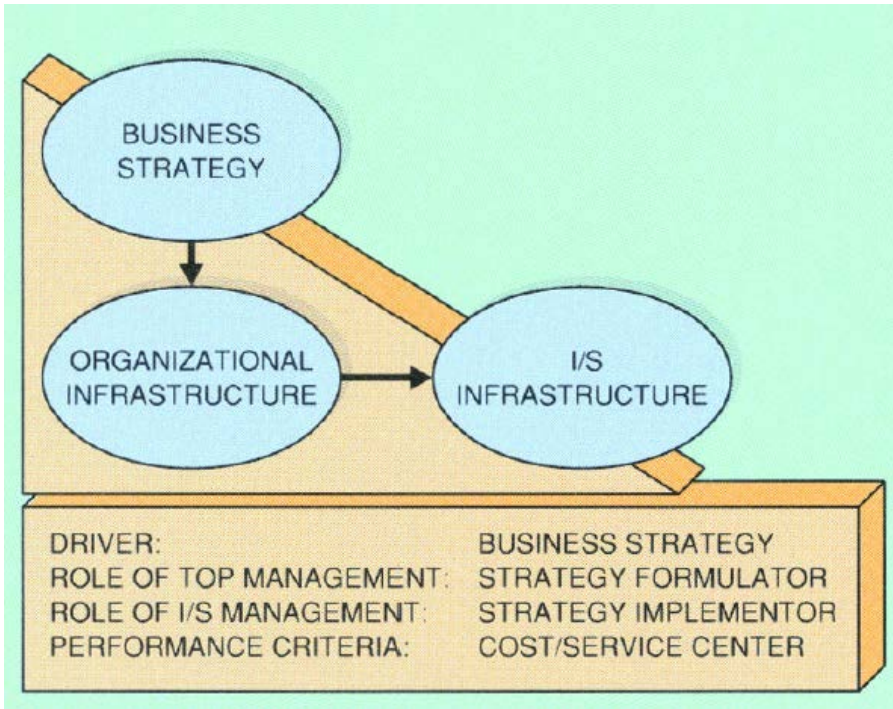 BUSINESS
STRATEGY
ORGANIZATIONAL
INFRASTRUCTURE
I/S
INFRASTRUCTURE
DRIVER: BUSINESS STRATEGY
ROLE OF TOP MANAGEMENT: STRATEGY FORMULATOR
ROLE OF I/S MANAGEMENT: STRATEGY IMPLEMENTOR
PERFORMANCE CRITERIA: COST/SERVICE CENTER